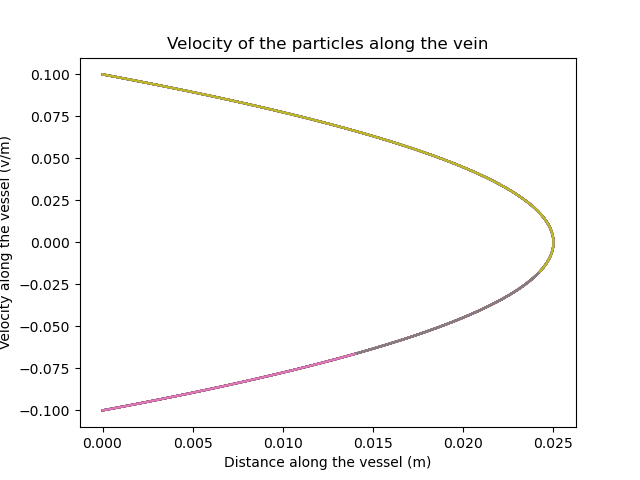 Velocity of the particles along the vein
0.100
0.075
0.050
0.025
0.000
−0.025
−0.050
−0.075
−0.100
Velocity along the vessel (v/m)
0.000 0.005 0.010 0.015 0.020 0.025
Distance along the vessel (m)